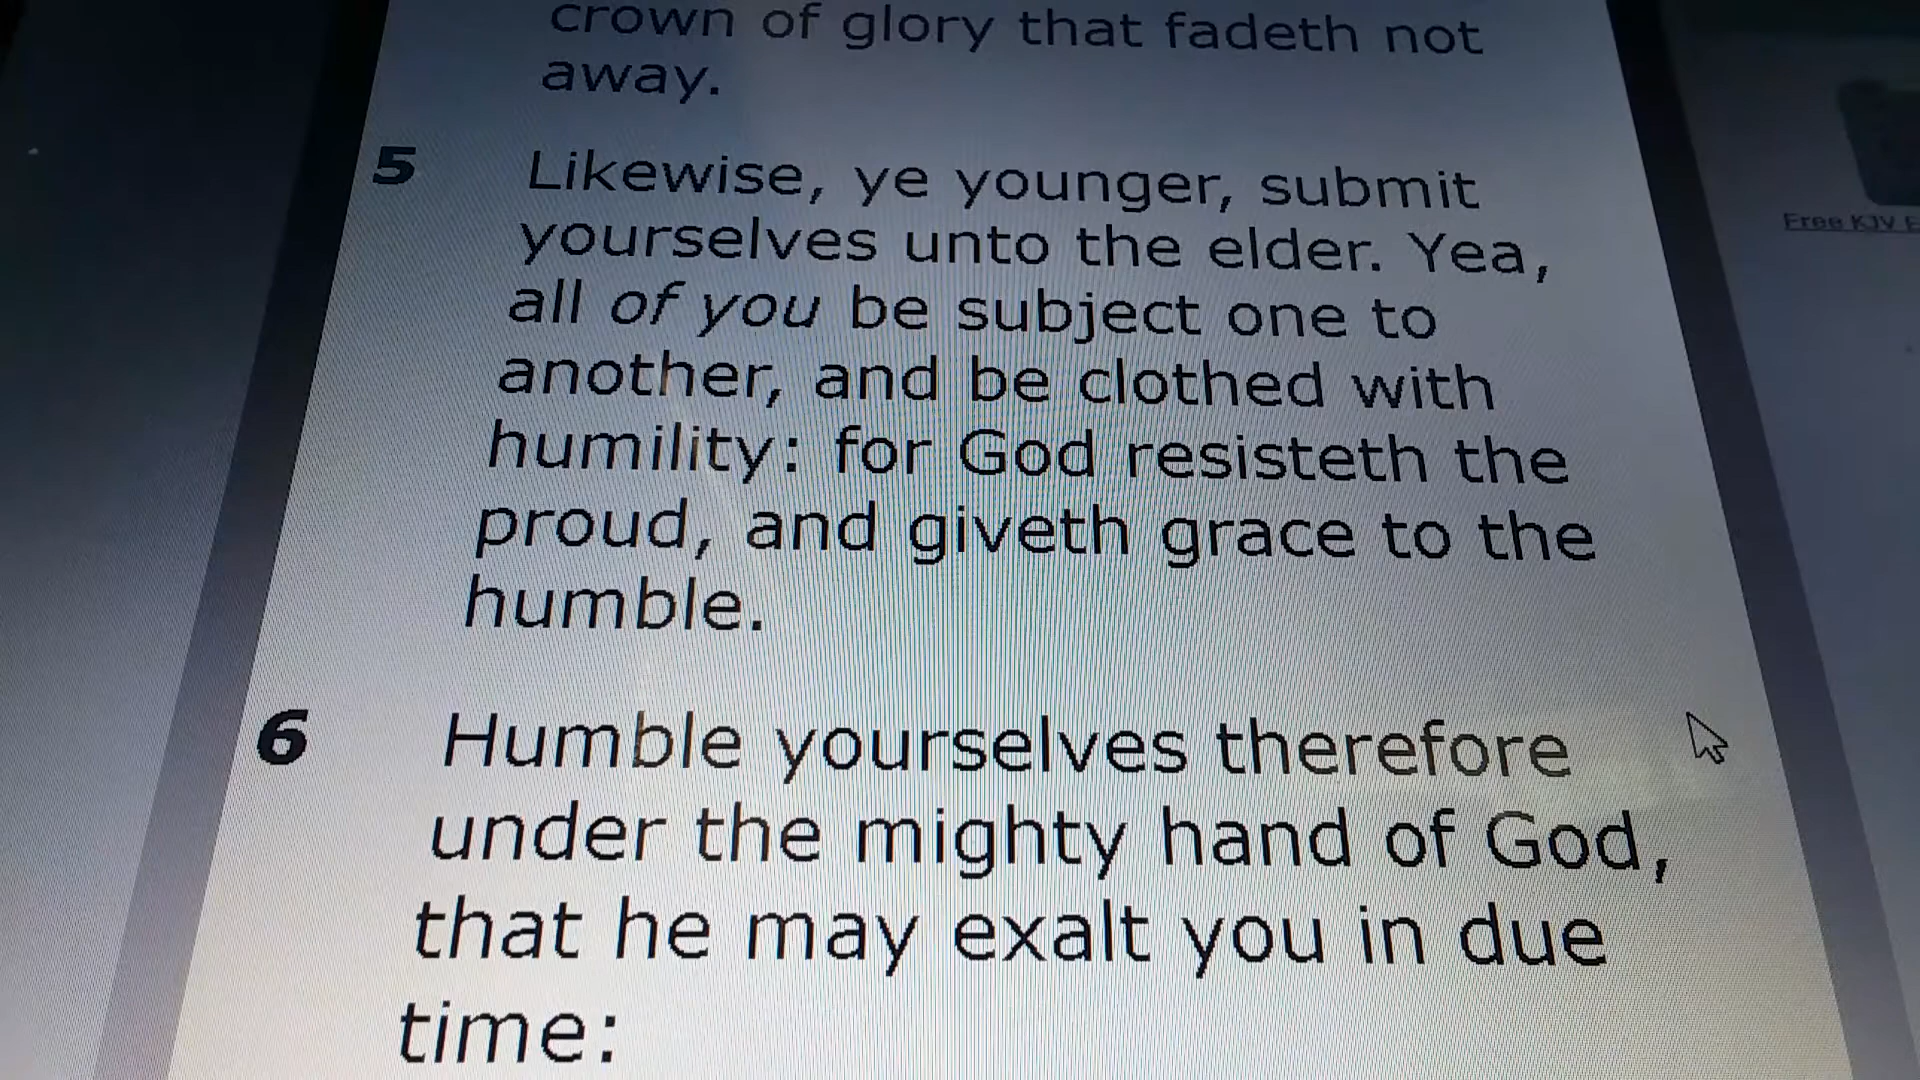 crown of glory that fadeth not
away.
5 Likewise, ye younger, submit
yourselves unto the elder. Yea,
all of you be subject one to
another, and be clothed with
humility: for God resisteth the
proud, and giveth grace to the
humble.
6 Humble yourselves therefore
under the mighty hand of God,
that he may exalt you in due
time:
Free KJV